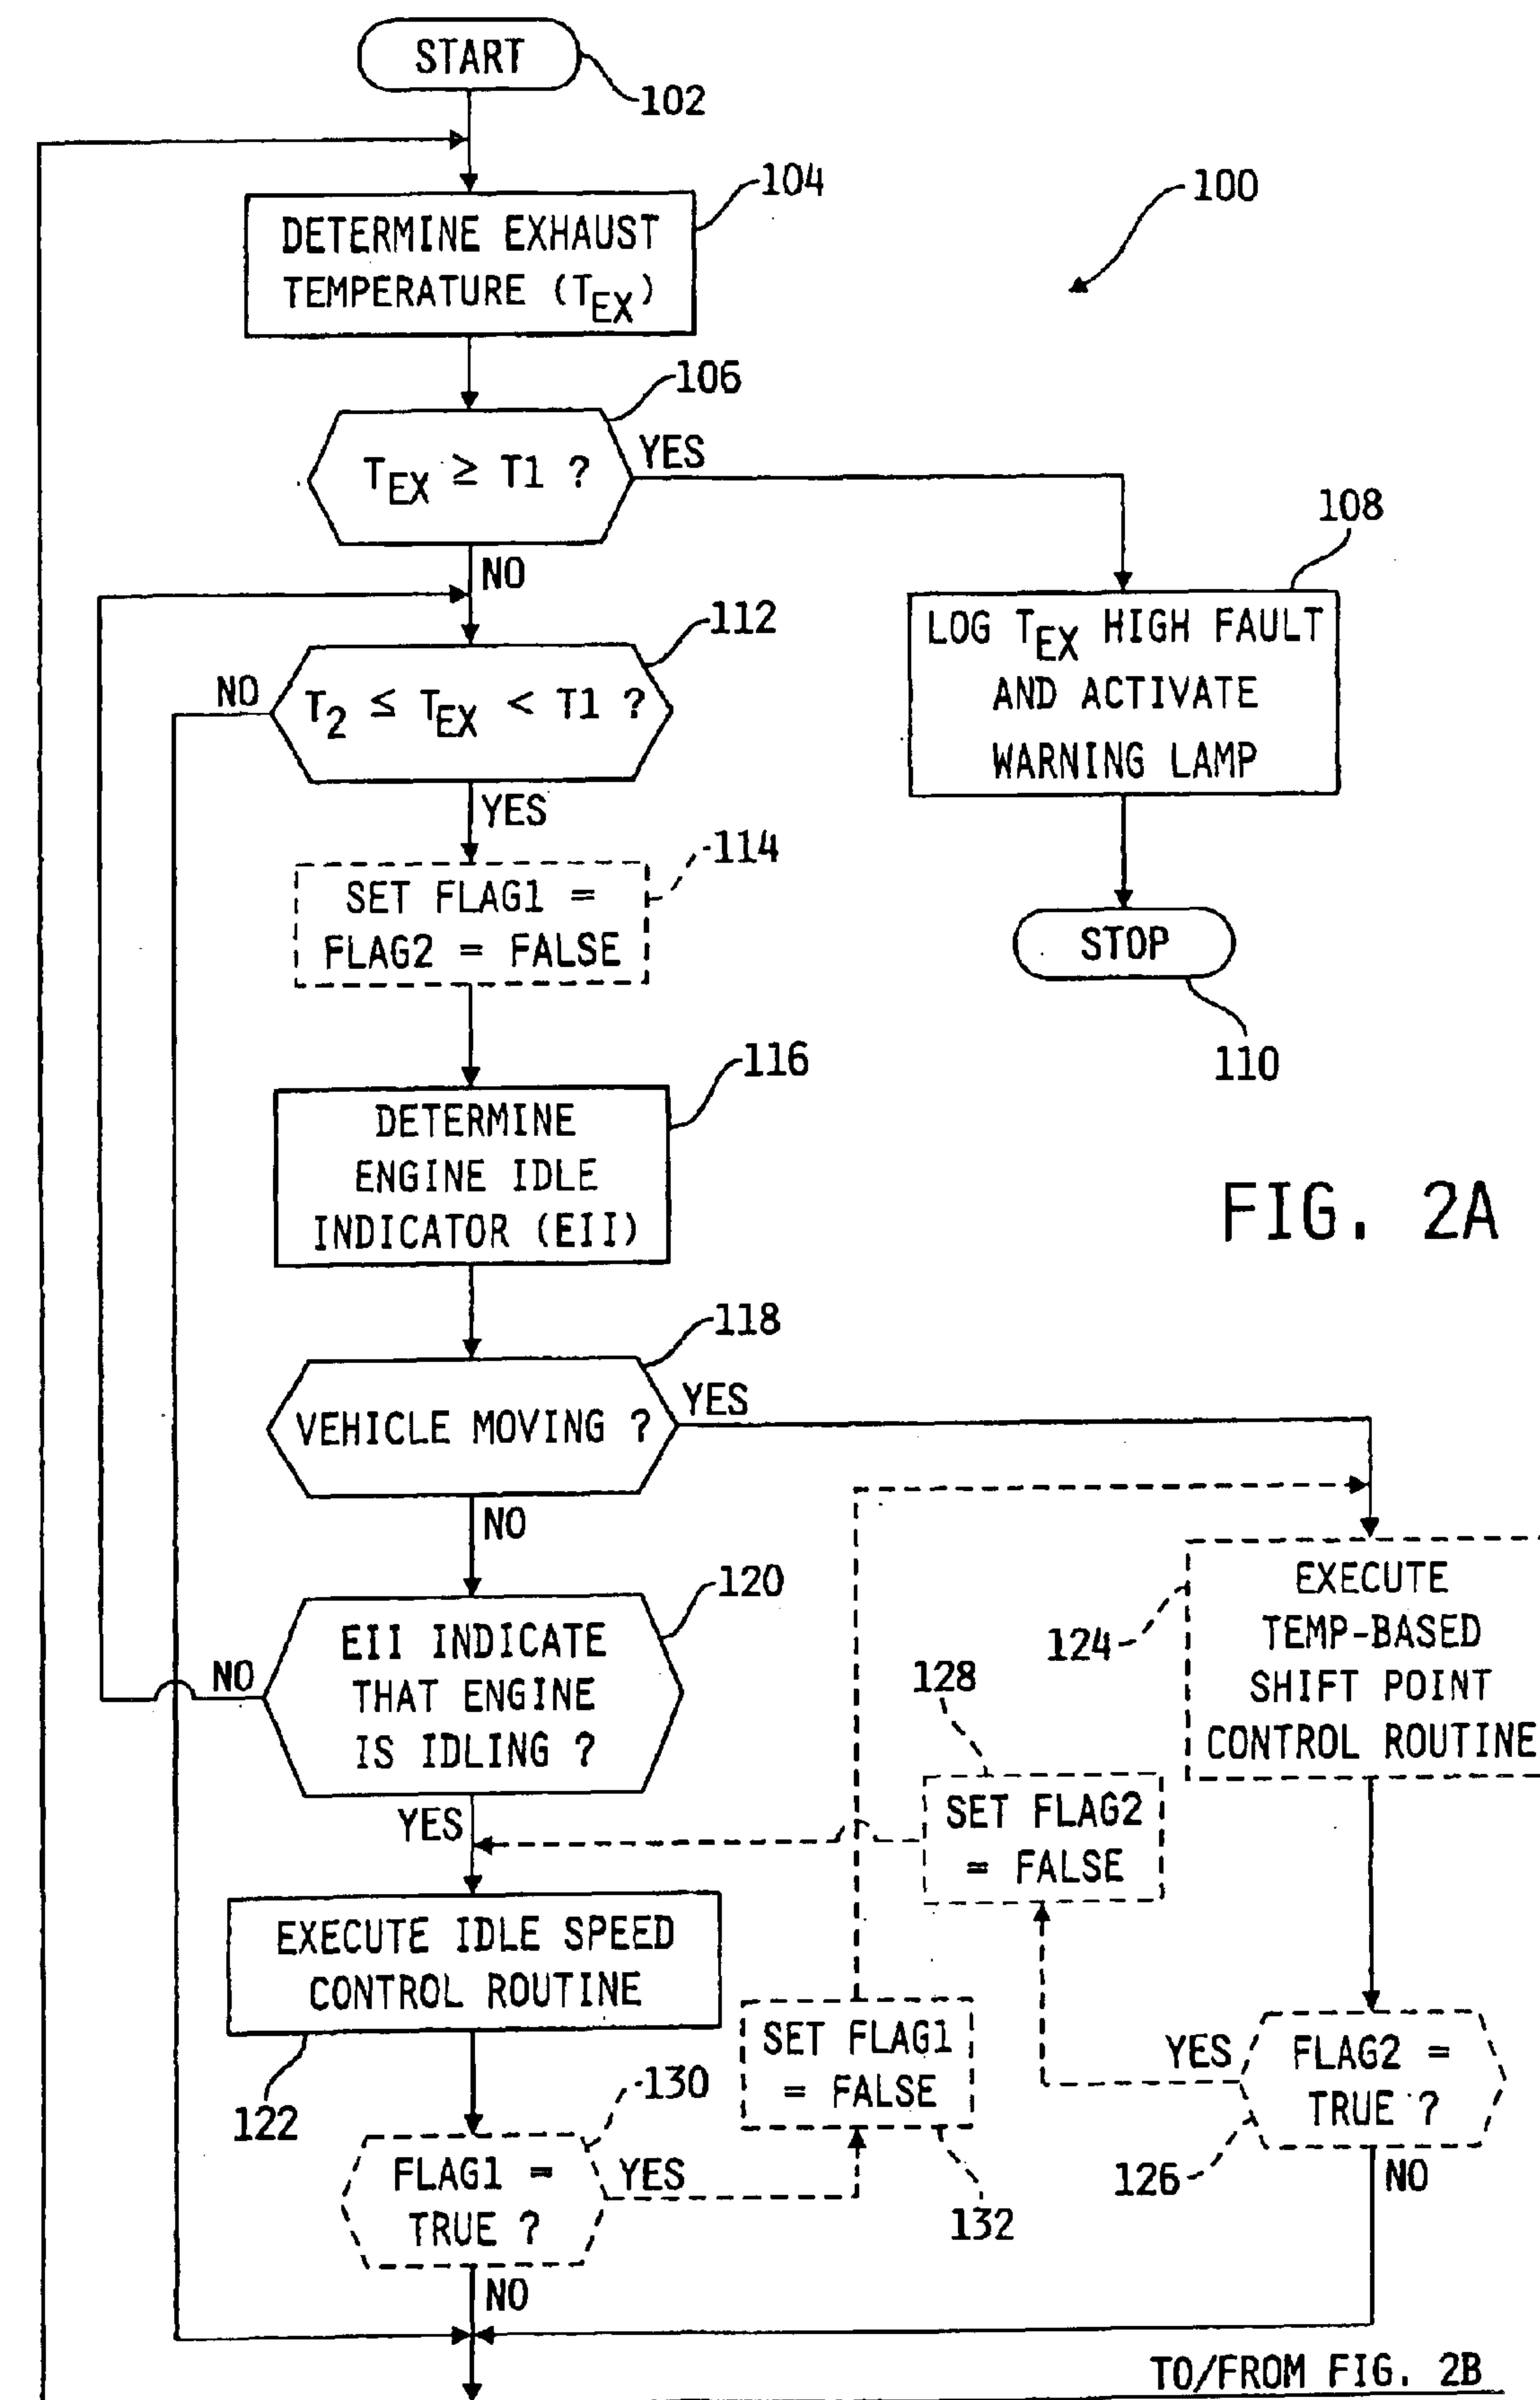 START
102
104
100
DETERMINE EXHAUST
TEMPERATURE (TEX)
106
TEX ≥ T1 ?
YES
NO
108
LOG TEX HIGH FAULT
AND ACTIVATE
WARNING LAMP
112
NO
T2 ≤ TEX < T1 ?
YES
114
SET FLAG1 =
FLAG2 = FALSE
STOP
110
116
DETERMINE
ENGINE IDLE
INDICATOR (EII)
FIG. 2A
118
VEHICLE MOVING ?
YES
NO
120
EII INDICATE
THAT ENGINE
IS IDLING ?
NO
YES
124
EXECUTE
TEMP-BASED
SHIFT POINT
CONTROL ROUTINE
128
SET FLAG2
= FALSE
EXECUTE IDLE SPEED
CONTROL ROUTINE
122
SET FLAG1
= FALSE
132
YES
FLAG2 =
TRUE ?
126
NO
130
FLAG1 =
TRUE ?
YES
NO
TO/FROM FIG. 2B